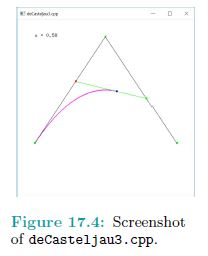 deCasteljau3.cpp
u = 0.58
Figure 17.4: Screenshot
of deCasteljau3.cpp.